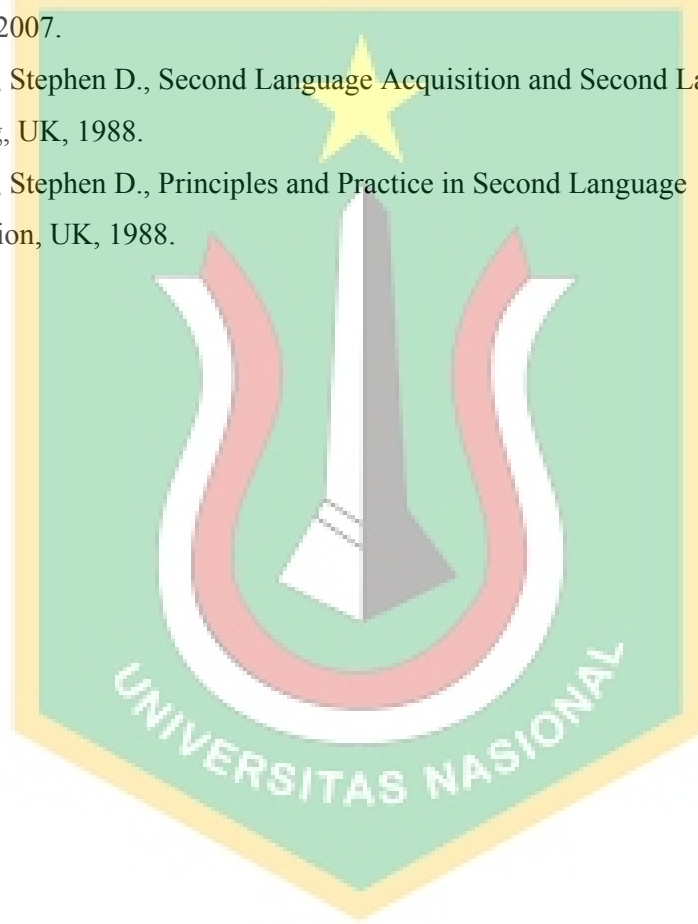 2007.
Stephen D., Second Language Acquisition and Second La
, UK, 1988.
Stephen D., Principles and Practice in Second Language
ion, UK, 1988.
UNIVERSITAS NASIONAL